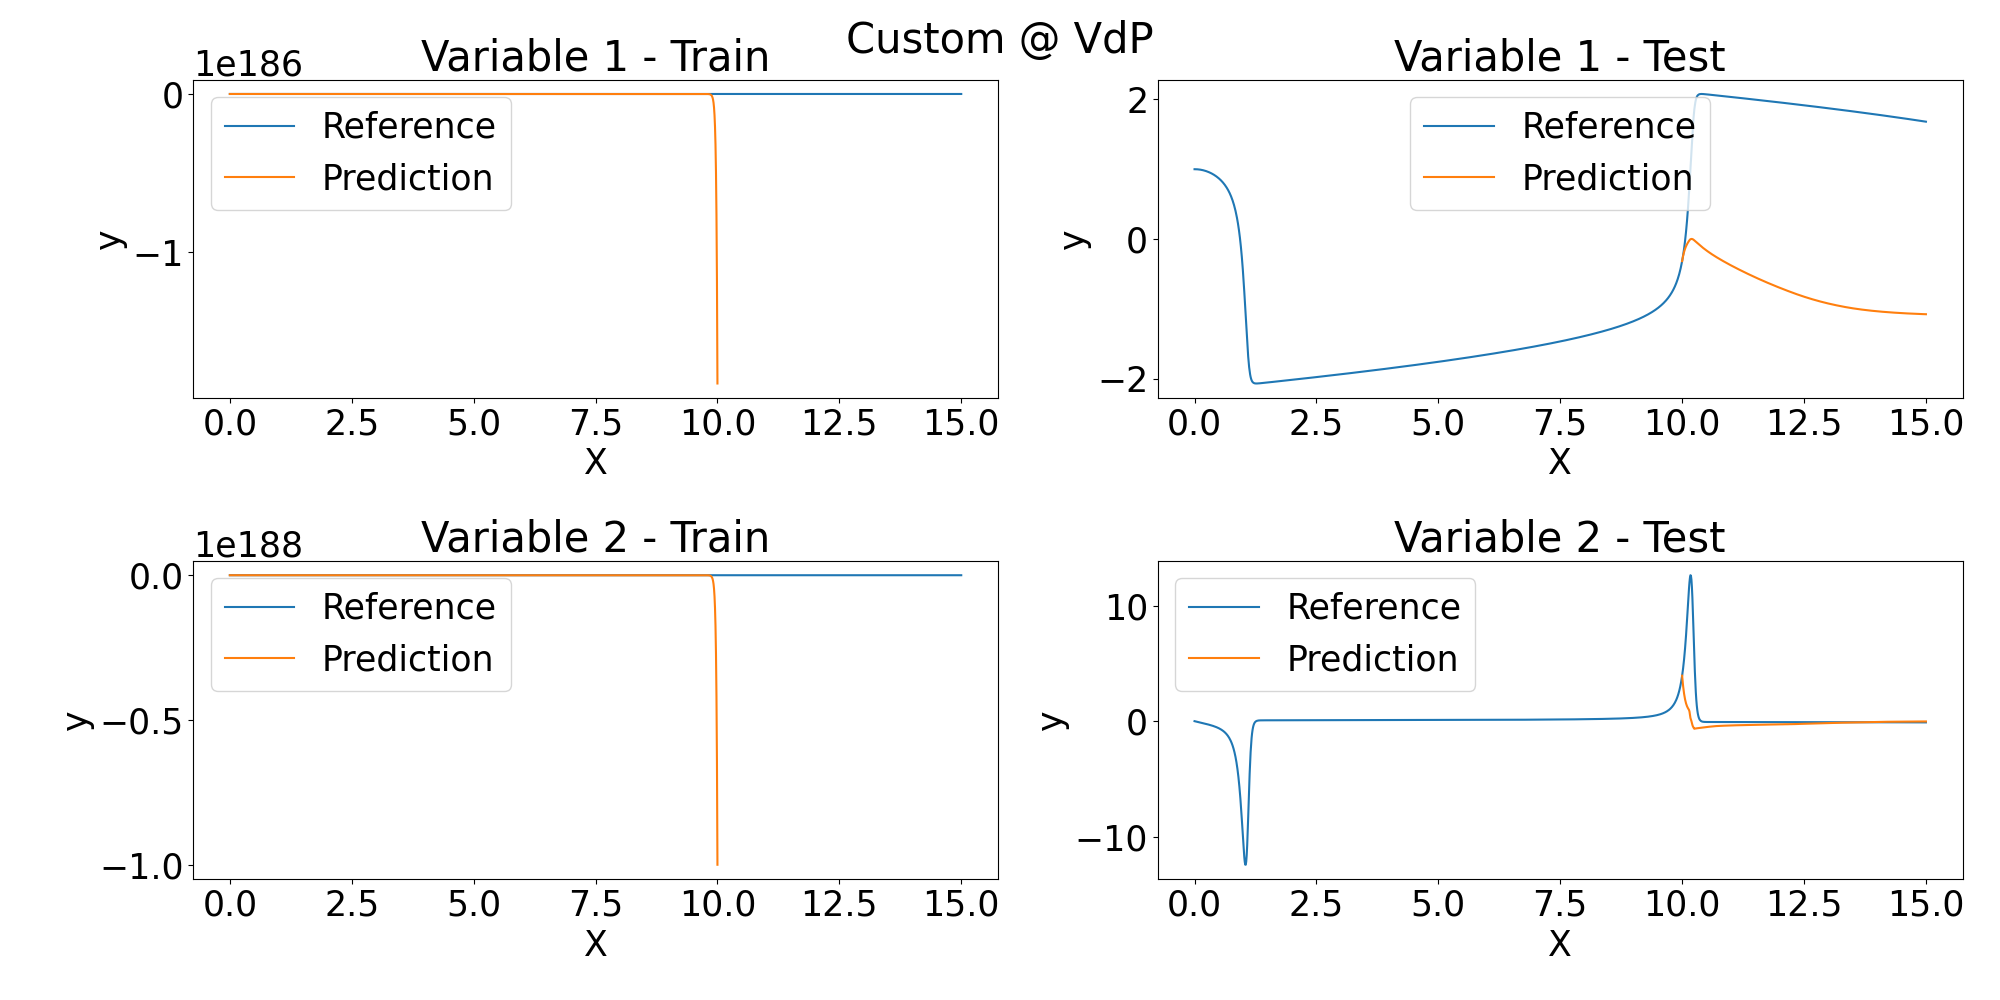 Custom @ VdP
Variable 1 - Train
1e186
0
−1
y
Reference
Prediction
0.0 2.5 5.0 7.5 10.0 12.5 15.0
X
Variable 1 - Test
2
0
−2
y
Reference
Prediction
0.0 2.5 5.0 7.5 10.0 12.5 15.0
X
Variable 2 - Train
1e188
0.0
−0.5
−1.0
y
Reference
Prediction
0.0 2.5 5.0 7.5 10.0 12.5 15.0
X
Variable 2 - Test
10
0
−10
y
Reference
Prediction
0.0 2.5 5.0 7.5 10.0 12.5 15.0
X